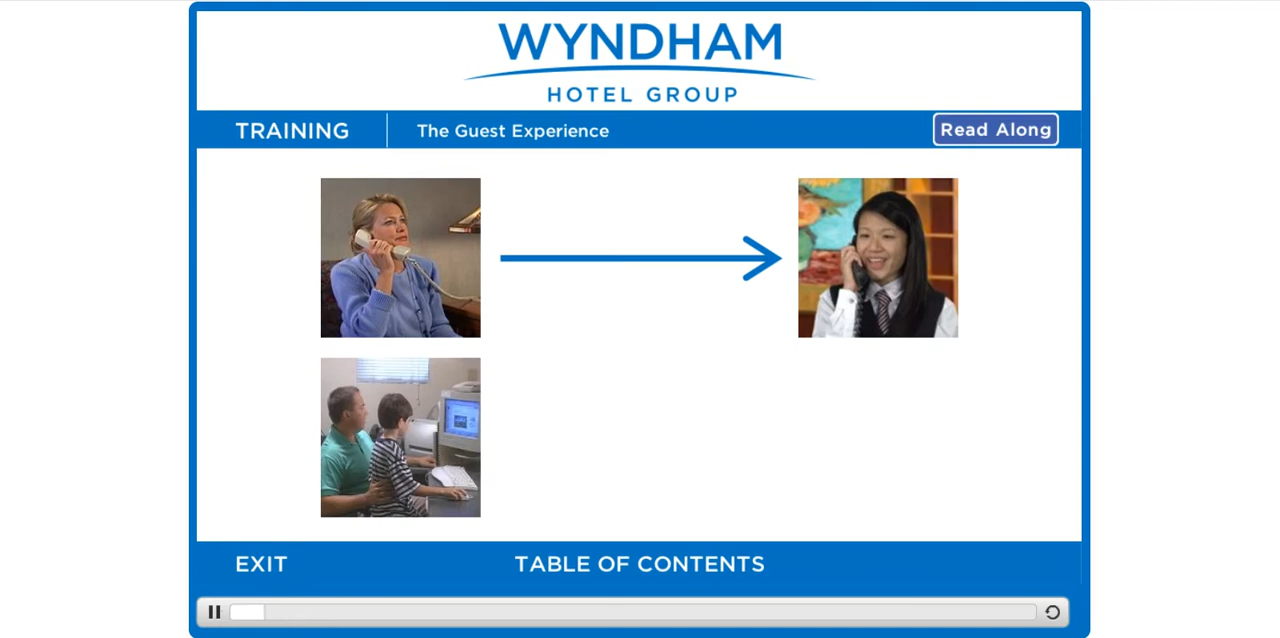 WYNDHAM
HOTEL GROUP
TRAINING
The Guest Experience
Read Along
EXIT
TABLE OF CONTENTS